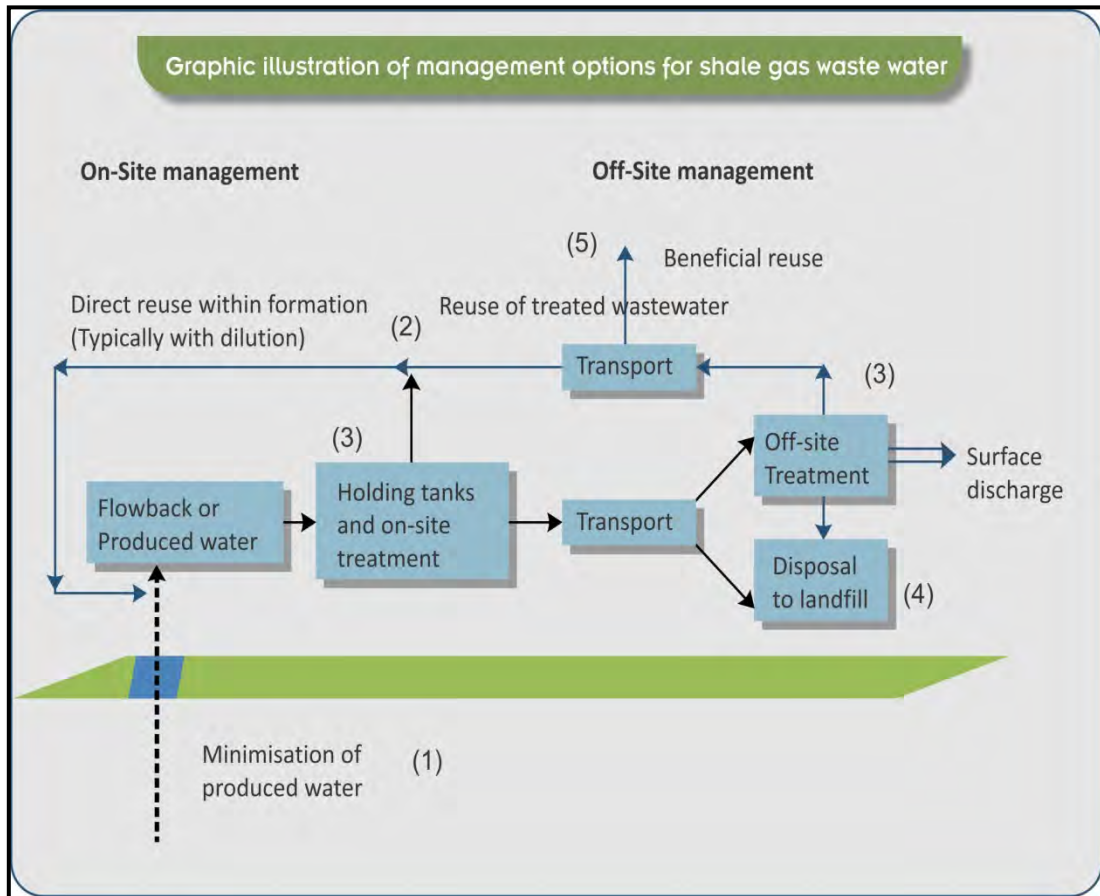 Graphic illustration of management options for shale gas waste water
On-Site management
Off-Site management
(5)
Beneficial reuse
Direct reuse within formation
(Typically with dilution)
(2)
Reuse of treated wastewater
Transport
(3)
(3)
Off-site
Treatment
Surface
discharge
Flowback or
Produced water
Holding tanks
and on-site
treatment
Transport
Disposal
to landfill
(4)
Minimisation of
produced water
(1)